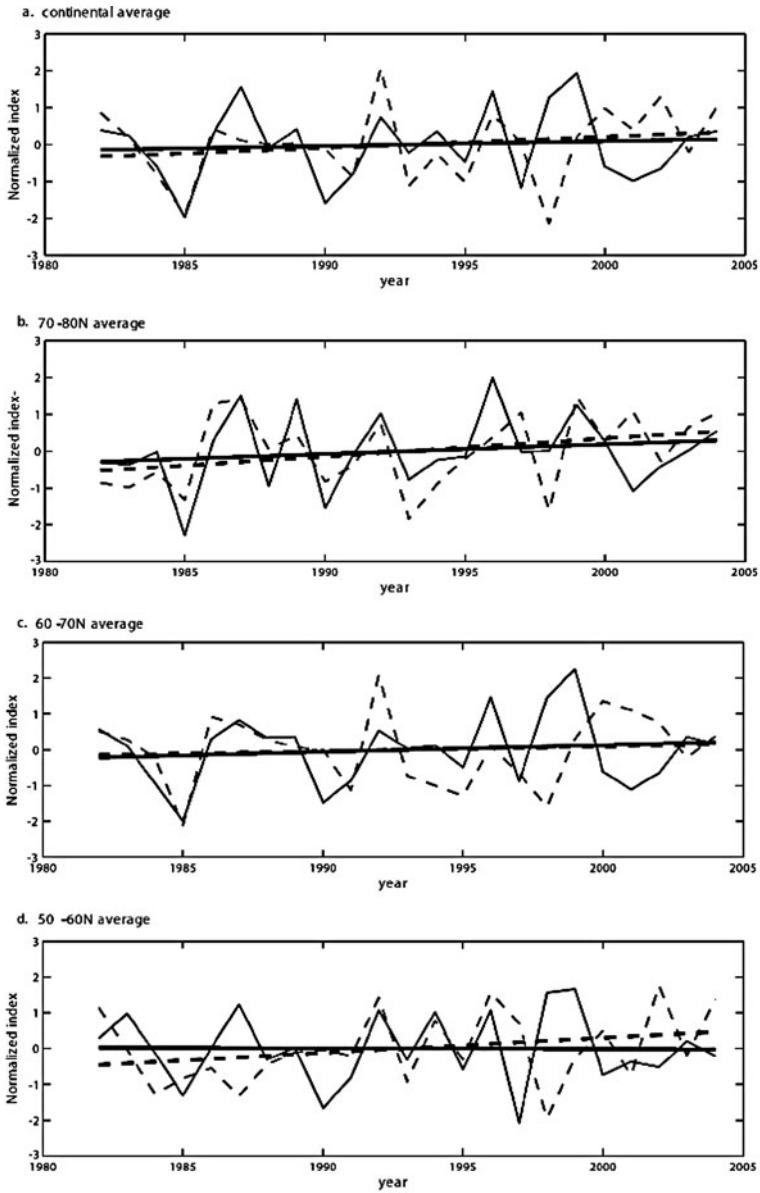 a. continental average
3
2
1
0
-1
-2
-3
Normalized index
1980 1985 1990 1995 2000 2005
year
b. 70 -80N average
3
2
1
0
-1
-2
-3
Normalized index-
1980 1985 1990 1995 2000 2005
year
c. 60 -70N average
3
2
1
0
-1
-2
-3
Normalized index
1980 1985 1990 1995 2000 2005
year
d. 50 -60N average
3
2
1
0
-1
-2
-3
Normalized index
1980 1985 1990 1995 2000 2005
year